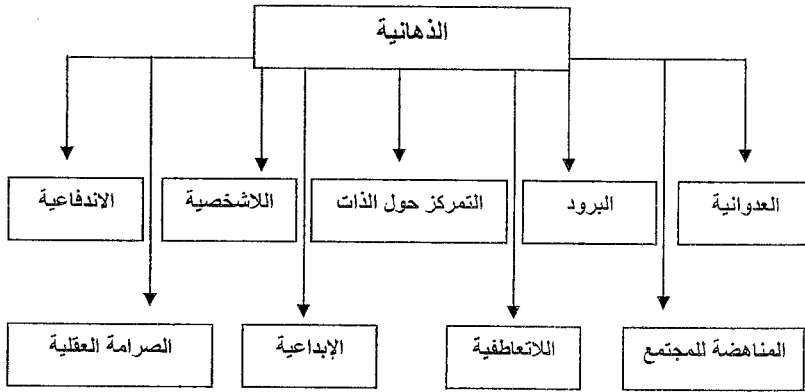 الذهانية
العدوانية
البرود
التمركز حول الذات
اللاشخصية
الاندفاعية
المناهضة للمجتمع
اللاتعاطفية
الإبداعية
الصرامة العقلية